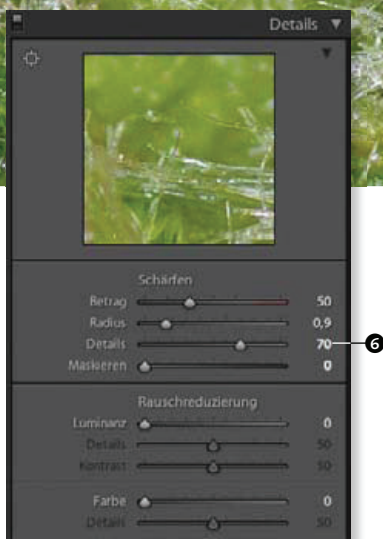 Details
Schärfen
Betrag 50
Radius 0,9
Details 70 6
Maskieren 0
Rauschreduzierung
Luminanz 0
Details 50
Kontrast 50
Farbe 0
Details 50